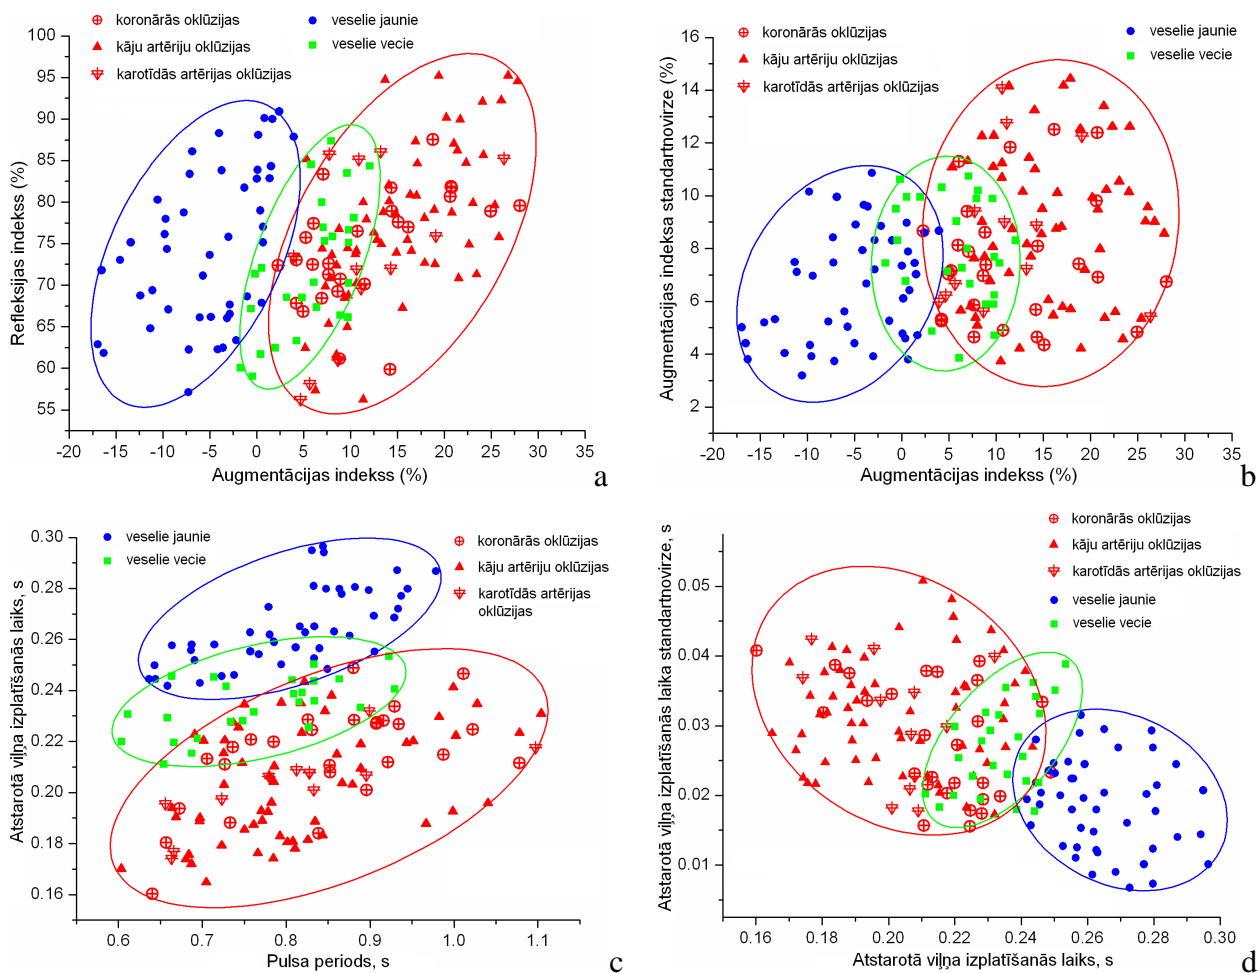 koronārās oklūzijas
kāju artēriju oklūzijas
karotīdās artērijas oklūzijas
veselie jaunie
veselie vecie
100
95
90
85
80
75
70
65
60
55
Refleksijas indekss (%)
-20 -15 -10 -5 0 5 10 15 20 25 30 35
Augmentācijas indekss (%)
a
koronārās oklūzijas
kāju artēriju oklūzijas
karotīdās artērijas oklūzijas
veselie jaunie
veselie vecie
16
14
12
10
8
6
4
2
Augmentācijas indeksa standartnovirze (%)
-20 -15 -10 -5 0 5 10 15 20 25 30 35
Augmentācijas indekss (%)
b
veselie jaunie
veselie vecie
koronārās oklūzijas
kāju artēriju oklūzijas
karotīdās artērijas
oklūzijas
0.30
0.28
0.26
0.24
0.22
0.20
0.18
0.16
Atstarotā viļņa izplatīšanās laiks, s
0.6 0.7 0.8 0.9 1.0 1.1
Pulsa periods, s
c
koronārās oklūzijas
kāju artēriju oklūzijas
karotīdās artērijas oklūzijas
veselie jaunie
veselie vecie
0.05
0.04
0.03
0.02
0.01
Atstarotā viļņa izplatīšanās laika standartnovirze, s
0.16 0.18 0.20 0.22 0.24 0.26 0.28 0.30
Atstarotā viļņa izplatīšanās laiks, s
d